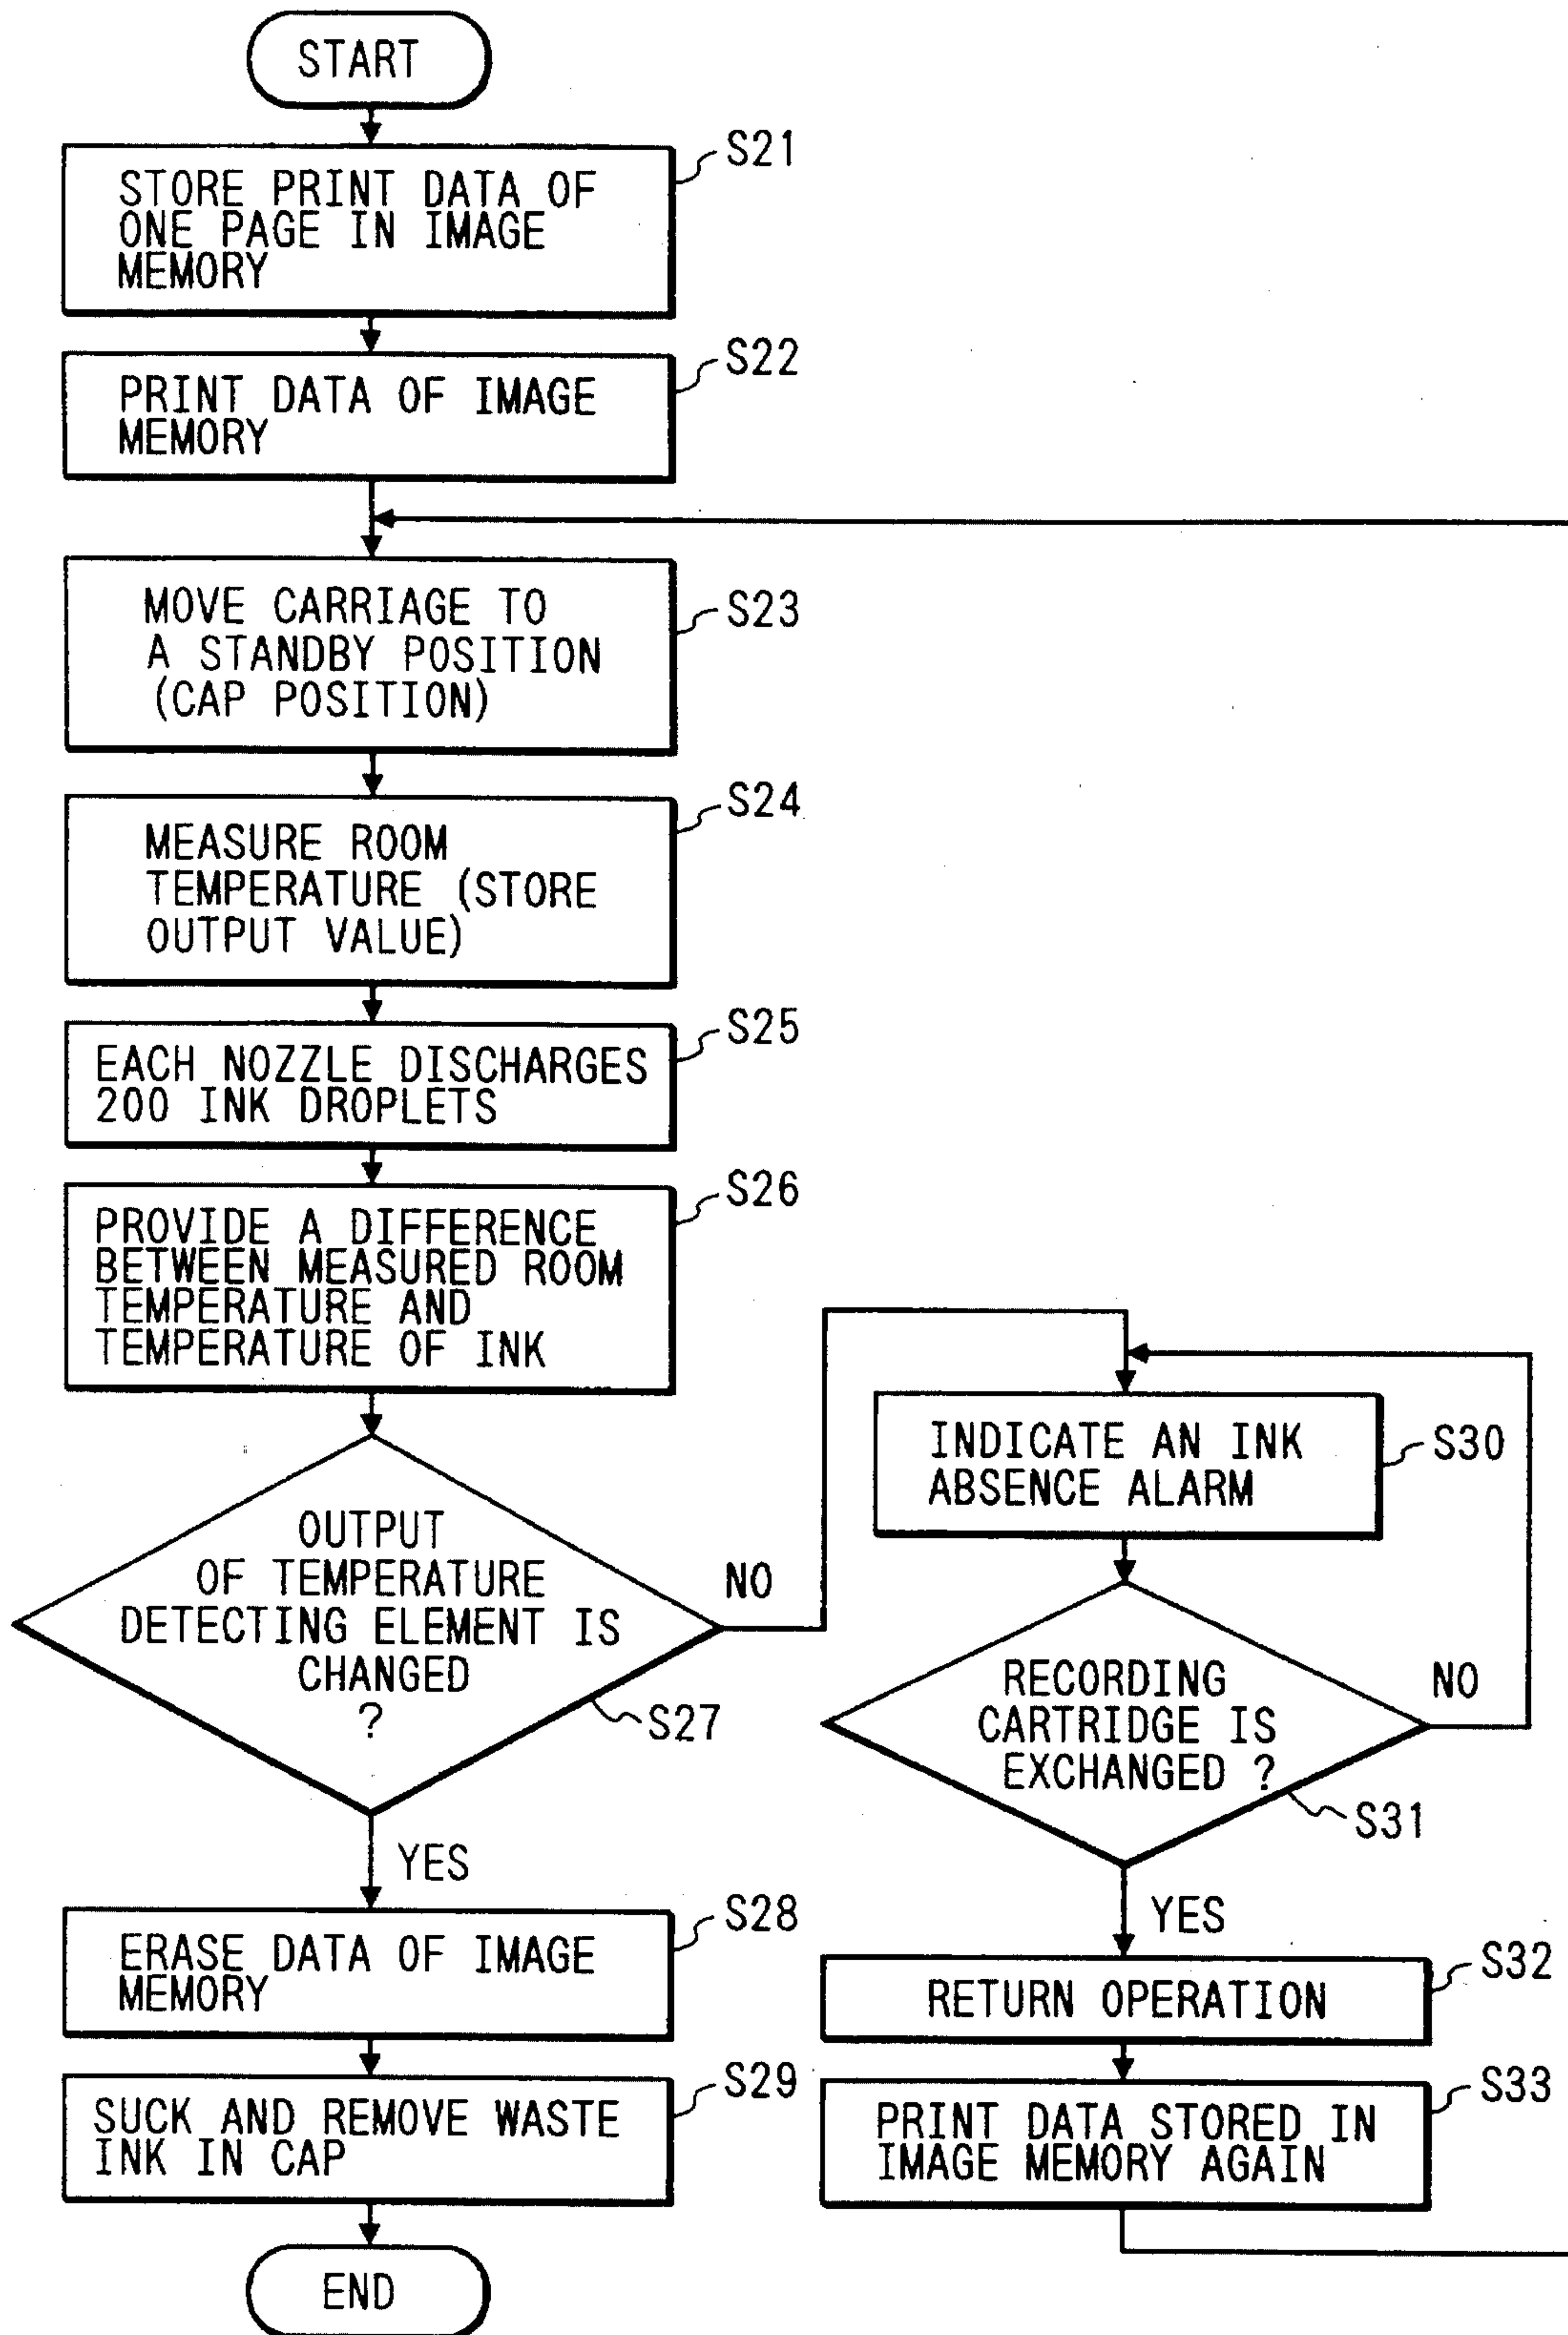 START
S21
STORE PRINT DATA OF
ONE PAGE IN IMAGE
MEMORY
S22
PRINT DATA OF IMAGE
MEMORY
S23
MOVE CARRIAGE TO
A STANDBY POSITION
(CAP POSITION)
S24
MEASURE ROOM
TEMPERATURE (STORE
OUTPUT VALUE)
S25
EACH NOZZLE DISCHARGES
200 INK DROPLETS
S26
PROVIDE A DIFFERENCE
BETWEEN MEASURED ROOM
TEMPERATURE AND
TEMPERATURE OF INK
OUTPUT
OF TEMPERATURE
DETECTING ELEMENT IS
CHANGED
?
S27
NO
YES
S28
ERASE DATA OF IMAGE
MEMORY
S29
SUCK AND REMOVE WASTE
INK IN CAP
END
INDICATE AN INK
ABSENCE ALARM
S30
RECORDING
CARTRIDGE IS
EXCHANGED ?
NO
S31
YES
S32
RETURN OPERATION
S33
PRINT DATA STORED IN
IMAGE MEMORY AGAIN